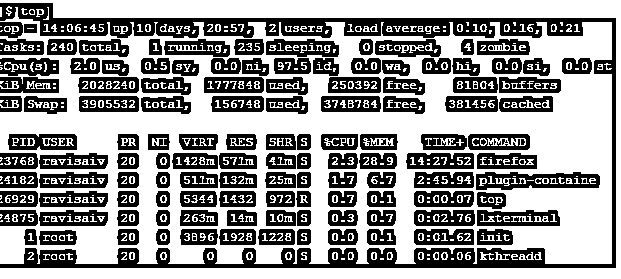 [$[top]
top - 14:06:45 up 10 days, 20:57, 2 users, load average: 0.10, 0.16, 0.21
Tasks: 240 total, 1 running, 235 sleeping, 0 stopped, 4 zombie
%Cpu(s): 2.0 us, 0.5 sy, 0.0 ni, 97.5 id, 0.0 wa, 0.0 hi, 0.0 si, 0.0 st
KiB Mem: 2028240 total, 1777848 used, 250392 free, 81804 buffers
KiB Swap: 3905532 total, 156748 used, 3748784 free, 381456 cached
PID USER PR NI VIRT RES SHR S %CPU %MEM TIME+ COMMAND
23768 ravisaiv 20 0 1428m 571m 41m S 2.3 28.9 14:27.52 firefox
24182 ravisaiv 20 0 511m 132m 25m S 1.7 6.7 2:45.94 plugin-containe
26929 ravisaiv 20 0 5344 1432 972 R 0.7 0.1 0:00.07 top
24875 ravisaiv 20 0 263m 14m 10m S 0.3 0.7 0:02.76 lxterminal
1 root 20 0 3896 1928 1228 S 0.0 0.1 0:01.62 init
2 root 20 0 0 0 0 S 0.0 0.0 0:00.06 kthreadd